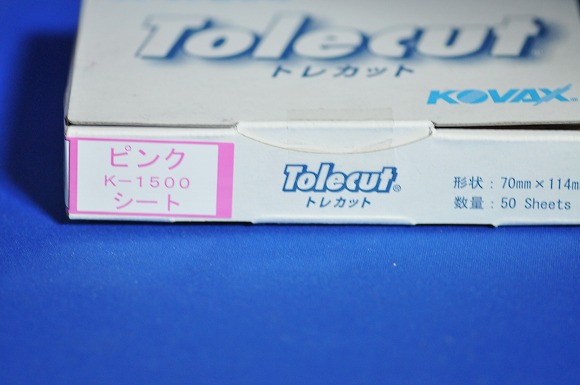 Tolecut
トレカット
KOVAX®
ピンク
K-1500
シート
Tolecut®
トレカット
形状：70mm×114m
数量：50 Sheets